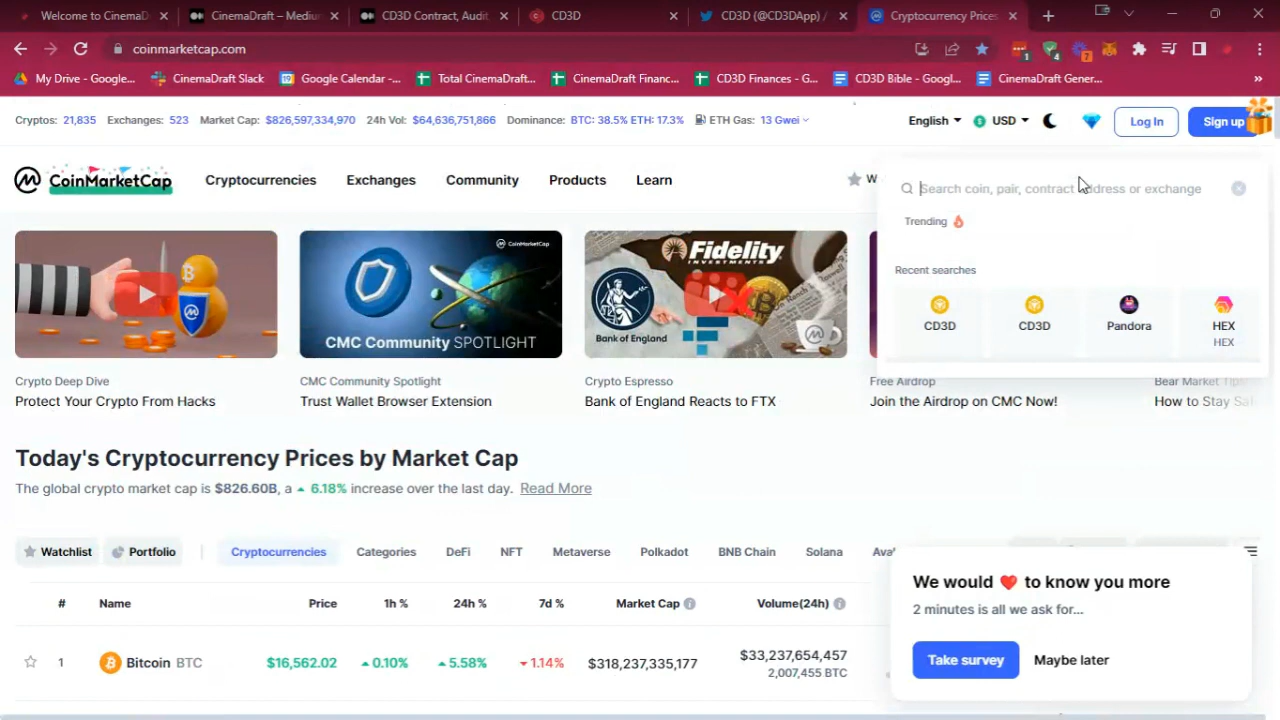 Welcome to CinemaD
CinemaDraft – Medium
CD3D Contract, Audit,
CD3D
CD3D (@CD3DApp) /
Cryptocurrency Prices
coinmarketcap.com
My Drive - Google...
CinemaDraft Slack
Google Calendar -...
Total CinemaDraft...
CinemaDraft Financ...
CD3D Finances - G...
CD3D Bible - Googl...
CinemaDraft Gener...
Cryptos: 21,835 Exchanges: 523 Market Cap: $826,597,334,970 24h Vol: $64,636,751,866 Dominance: BTC: 38.5% ETH: 17.3% ETH Gas: 13 Gwei
English
USD
Log In
Sign up
CoinMarketCap
Cryptocurrencies
Exchanges
Community
Products
Learn
W
Search coin, pair, contract address or exchange
Trending
Recent searches
CD3D
CD3D
Pandora
HEX
HEX
CoinMarketCap
CMC Community SPOTLIGHT
Fidelity
INVESTMENTS
Bank of England
Crypto Deep Dive
Protect Your Crypto From Hacks
CMC Community Spotlight
Trust Wallet Browser Extension
Crypto Espresso
Bank of England Reacts to FTX
Free Airdrop
Join the Airdrop on CMC Now!
Bear Market Tip
How to Stay Sa
Today's Cryptocurrency Prices by Market Cap
The global crypto market cap is $826.60B, a 6.18% increase over the last day. Read More
Watchlist
Portfolio
Cryptocurrencies
Categories
DeFi
NFT
Metaverse
Polkadot
BNB Chain
Solana
Ava
# Name Price 1h % 24h % 7d % Market Cap Volume(24h)
1 Bitcoin BTC $16,562.02 0.10% 5.58% 1.14% $318,237,335,177 $33,237,654,457
2,007,455 BTC
We would ❤️ to know you more
2 minutes is all we ask for...
Take survey
Maybe later